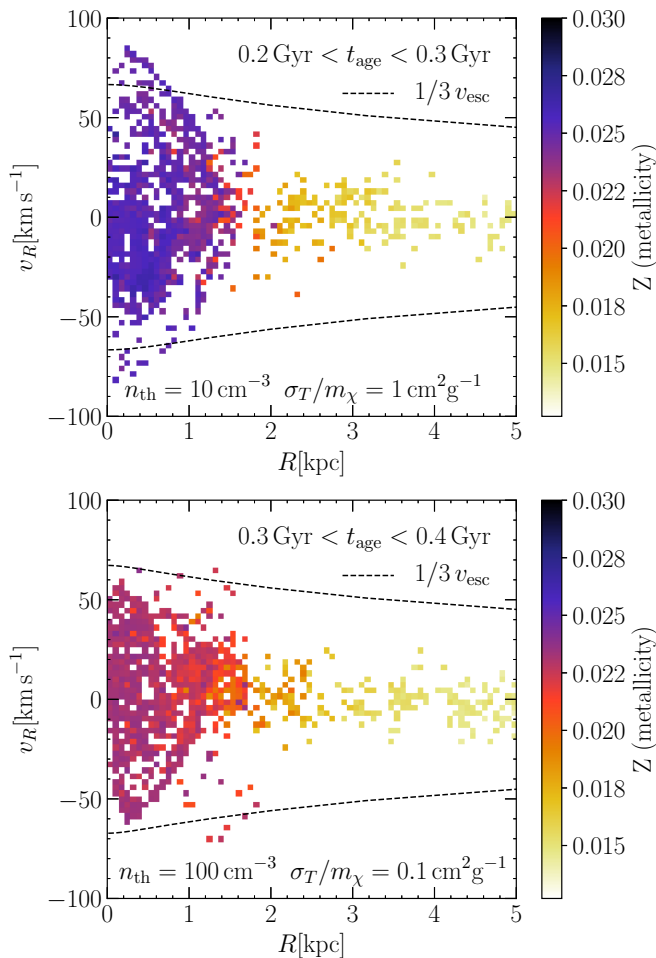 100
50
0
−50
−100
v_R[km s⁻¹]
0.2 Gyr < t_age < 0.3 Gyr
1/3 v_esc
n_th = 10 cm⁻³ σ_T/m_χ = 1 cm²g⁻¹
0 1 2 3 4 5
R[kpc]
0.030
0.028
0.025
0.022
0.020
0.018
0.015
Z (metallicity)
100
50
0
−50
−100
v_R[km s⁻¹]
0.3 Gyr < t_age < 0.4 Gyr
1/3 v_esc
n_th = 100 cm⁻³ σ_T/m_χ = 0.1 cm²g⁻¹
0 1 2 3 4 5
R[kpc]
0.030
0.028
0.025
0.022
0.020
0.018
0.015
Z (metallicity)